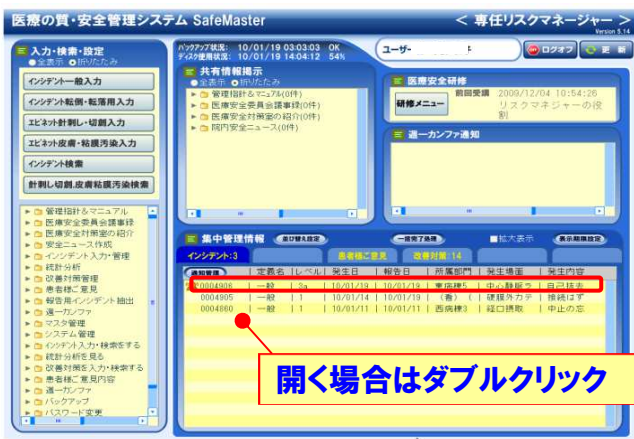 医療の質・安全管理システム SafeMaster
< 専任リスクマネージャー >
Version 5.14
入力・検索・設定
●全表示 ●折りたたみ
インシデント一般入力
インシデント転倒・転落用入力
エピネット針刺し・切創入力
エピネット皮膚・粘膜汚染入力
インシデント検索
針刺し切創,皮膚粘膜汚染検索
管理指針&マニュアル
医療安全委員会議事録
医療安全対策室の紹介
安全ニュース作成
インシデント入力・管理
統計分析
改善対策管理
患者様ご意見
報告用インシデント抽出
週一カンファ
マスタ管理
システム管理
インシデント入力・検索をする
統計分析を見る
改善対策を入力・検索する
患者様ご意見内容
週一カンファ
バックアップ
パスワード変更
バックアップ状況: 10/01/19 03:03:03 OK
ディスク使用状況: 10/01/19 14:04:12 54%
ユーザー
ログオフ
更 新
共有情報掲示
●全表示 ●折りたたみ
管理指針&マニュアル(0件)
医療安全委員会議事録(0件)
医療安全対策室の紹介(0件)
院内安全ニュース(0件)
医療安全研修
研修メニュー
前回受講 2009/12/04 10:54:26
リスクマネジャーの役割
週一カンファ通知
集中管理情報
並び替え設定
一括完了処理
■拡大表示
表示期間設定
インシデント:3
患者様ご意見
改善対策:14
通知管理 | 定義名 | レベル | 発生日 | 報告日 | 所属部門 | 発生場面 | 発生内容
0004906 | 一般 | 3a | 10/01/19 | 10/01/19 | 東病棟5 | 中心静脈ラ | 自己抜去
0004905 | 一般 | 1 | 10/01/14 | 10/01/19 | (看) ( | 硬膜外カテ | 接続はず
0004860 | 一般 | 1 | 10/01/11 | 10/01/11 | 西病棟3 | 経口摂取 | 中止の忘
開く場合はダブルクリック